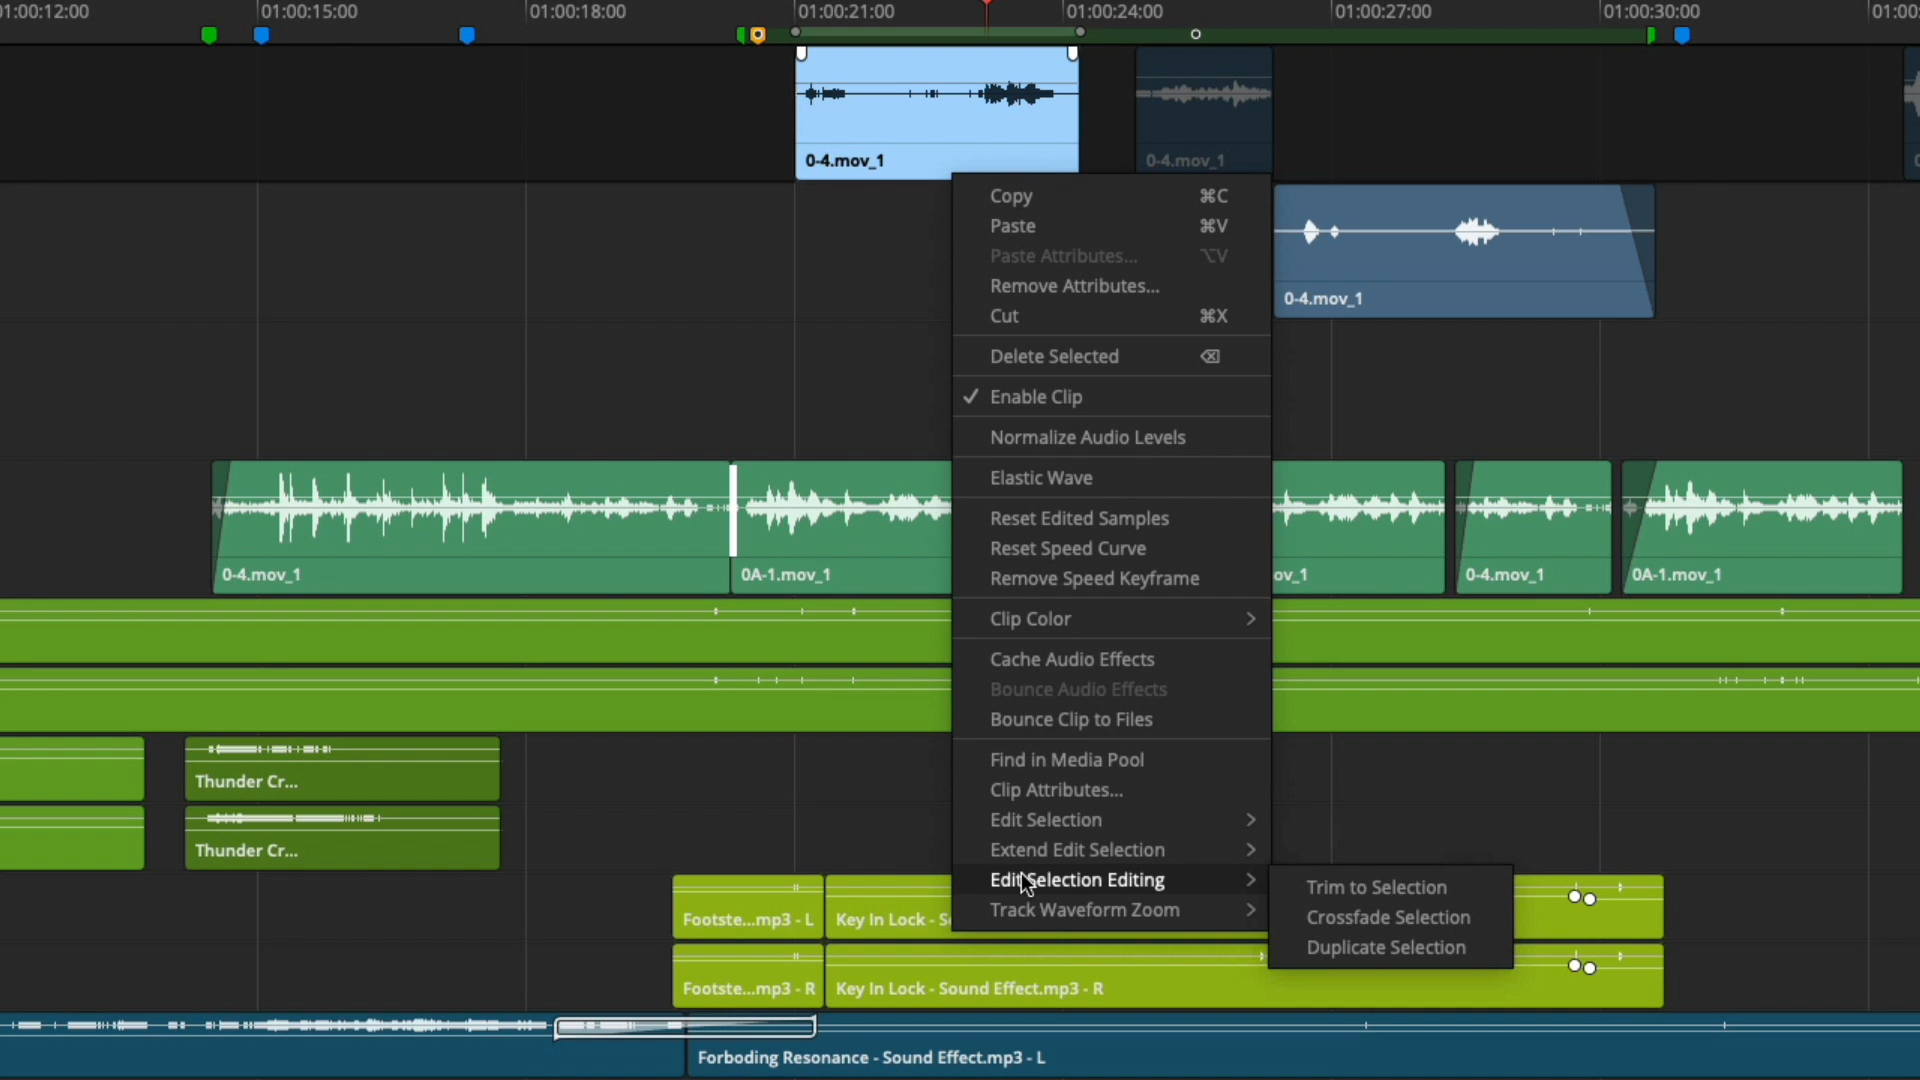 01:00:12:00 01:00:15:00 01:00:18:00 01:00:21:00 01:00:24:00 01:00:27:00 01:00:30:00 01:00:
0-4.mov_1
0-4.mov_1
Copy ⌘C
Paste ⌘V
Paste Attributes... ⌥V
Remove Attributes...
Cut ⌘X
0-4.mov_1
Delete Selected ⌫
✓ Enable Clip
Normalize Audio Levels
Elastic Wave
Reset Edited Samples
Reset Speed Curve
Remove Speed Keyframe
0-4.mov_1
0A-1.mov_1
ov_1
0-4.mov_1
0A-1.mov_1
Clip Color >
Cache Audio Effects
Bounce Audio Effects
Bounce Clip to Files
Find in Media Pool
Clip Attributes...
Edit Selection >
Extend Edit Selection >
Edit Selection Editing >
Track Waveform Zoom >
Thunder Cr...
Thunder Cr...
Trim to Selection
Crossfade Selection
Duplicate Selection
Footste...mp3 - L
Key In Lock - S
Footste...mp3 - R
Key In Lock - Sound Effect.mp3 - R
Forboding Resonance - Sound Effect.mp3 - L